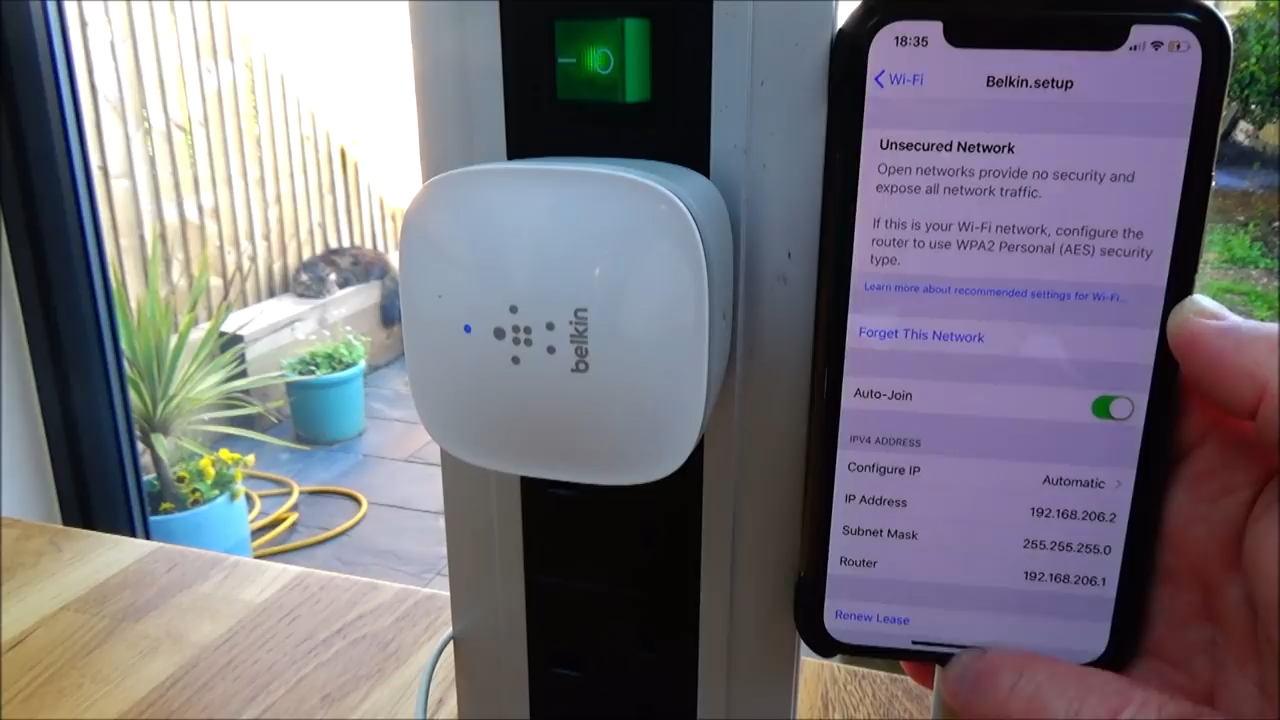 belkin
18:35
Wi-Fi
Belkin.setup
Unsecured Network
Open networks provide no security and
expose all network traffic.
If this is your Wi-Fi network, configure the
router to use WPA2 Personal (AES) security
type.
Learn more about recommended settings for Wi-Fi...
Forget This Network
Auto-Join
IPV4 ADDRESS
Configure IP Automatic
IP Address 192.168.206.2
Subnet Mask 255.255.255.0
Router 192.168.206.1
Renew Lease